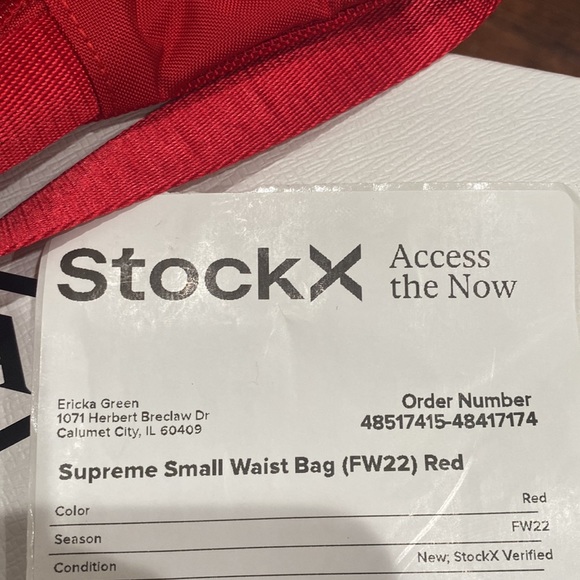 StockX
Access
the Now
Ericka Green
1071 Herbert Breclaw Dr
Calumet City, IL 60409
Order Number
48517415-48417174
Supreme Small Waist Bag (FW22) Red
Color Red
Season FW22
Condition New; StockX Verified